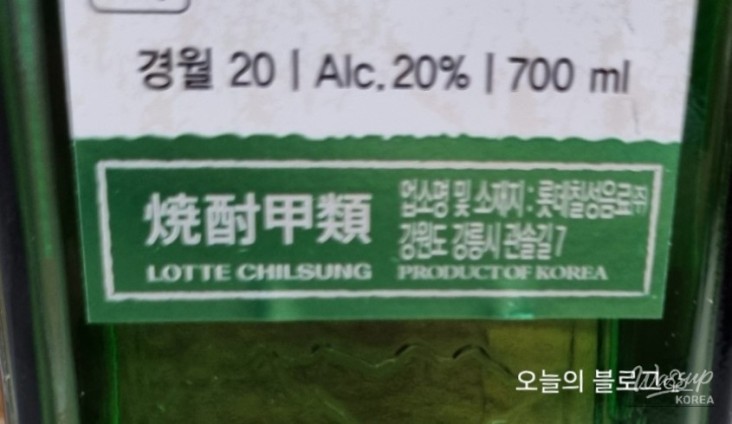 경월 20 | Alc. 20% | 700 ml
焼酎甲類
LOTTE CHILSUNG
업소명 및 소재지 : 롯데칠성음료㈜
강원도 강릉시 관솔길 7
PRODUCT OF KOREA
오늘의 블로그
Wassup
KOREA